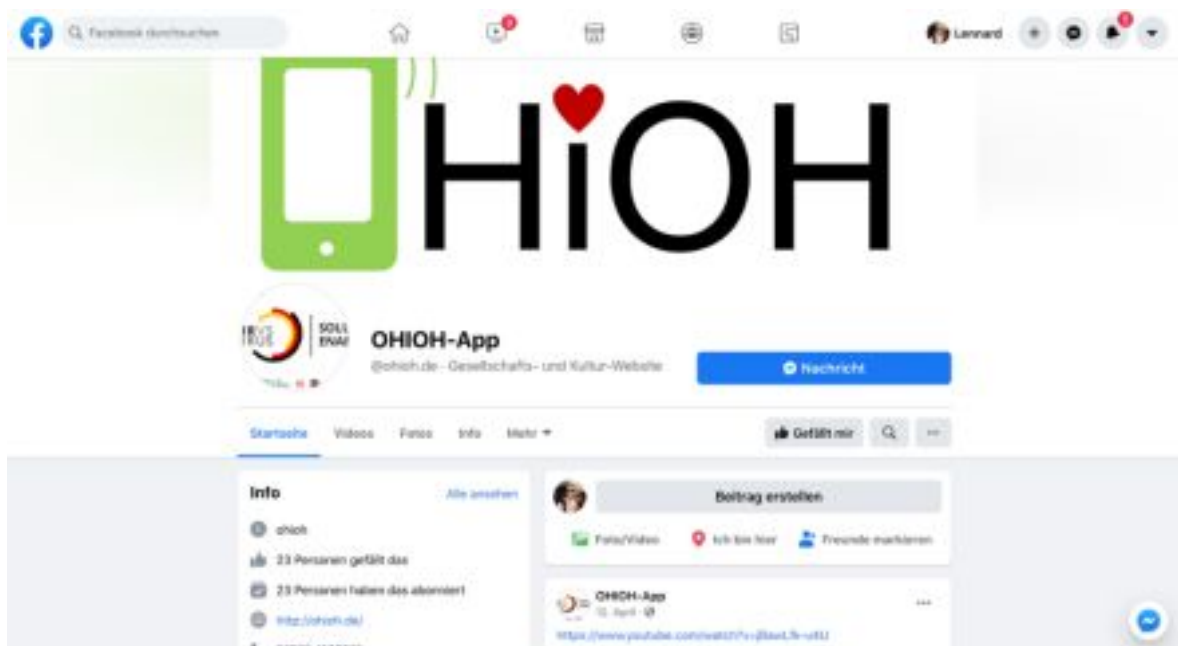 Facebook durchsuchen
Lennard
HiOH
SOLL
OHIOH-App
@ohioh.de · Gesellschafts- und Kultur-Website
Nachricht
Startseite Videos Fotos Info Mehr
Gefällt mir
Info Alle ansehen
ohioh
23 Personen gefällt das
23 Personen haben das abonniert
http://ohioh.de/
Beitrag erstellen
Foto/Video Ich bin hier Freunde markieren
OHIOH-App
April